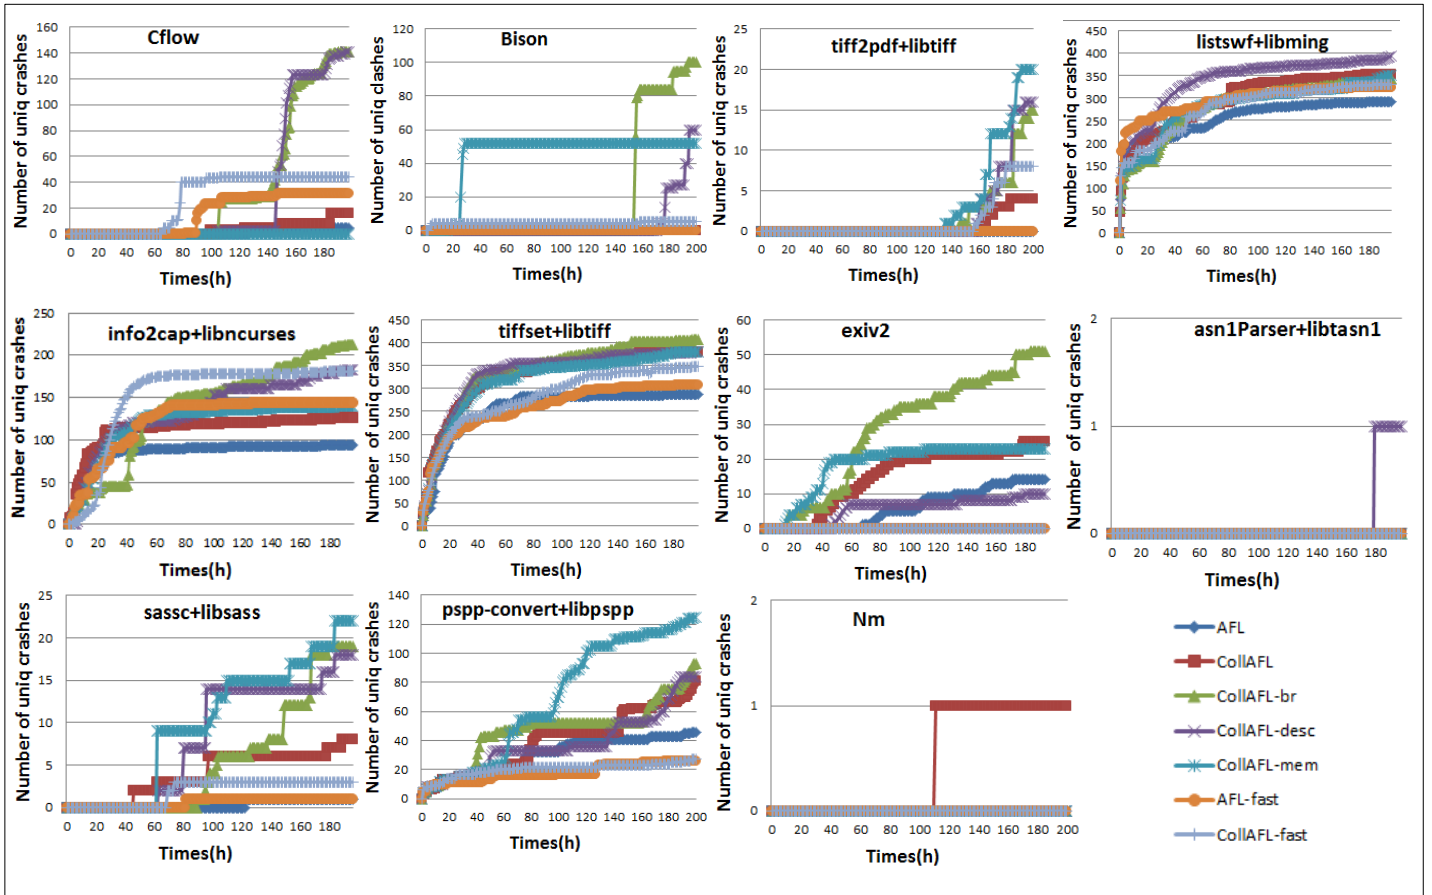 Cflow
Number of uniq crashes
160
140
120
100
80
60
40
20
0
0 20 40 60 80 100 120 140 160 180 200
Times(h)
Bison
Number of uniq clashes
120
100
80
60
40
20
0
0 20 40 60 80 100 120 140 160 180 200
Times(h)
tiff2pdf+libtiff
Number of uniq crashes
25
20
15
10
5
0
0 20 40 60 80 100 120 140 160 180 200
Times(h)
listswf+libming
Number of uniq crashes
450
400
350
300
250
200
150
100
50
0
0 20 40 60 80 100 120 140 160 180
Times(h)
info2cap+libncurses
Number of uniq crashes
250
200
150
100
50
0
0 20 40 60 80 100 120 140 160 180
Times(h)
tiffset+libtiff
Number of uniq crashes
450
400
350
300
250
200
150
100
50
0
0 20 40 60 80 100 120 140 160 180
Times(h)
exiv2
Number of uniq crashes
60
50
40
30
20
10
0
0 20 40 60 80 100 120 140 160 180
Times(h)
asn1Parser+libtasn1
Number of uniq crashes
2
1
0
0 20 40 60 80 100 120 140 160 180
Times(h)
sassc+libsass
Number of uniq crashes
25
20
15
10
5
0
0 20 40 60 80 100 120 140 160 180
Times(h)
pspp-convert+libpspp
Number of uniq crashes
140
120
100
80
60
40
20
0
0 20 40 60 80 100 120 140 160 180 200
Times(h)
Nm
Number of uniq crashes
2
1
0
0 20 40 60 80 100 120 140 160 180 200
Times(h)
AFL
CollAFL
CollAFL-br
CollAFL-desc
CollAFL-mem
AFL-fast
CollAFL-fast